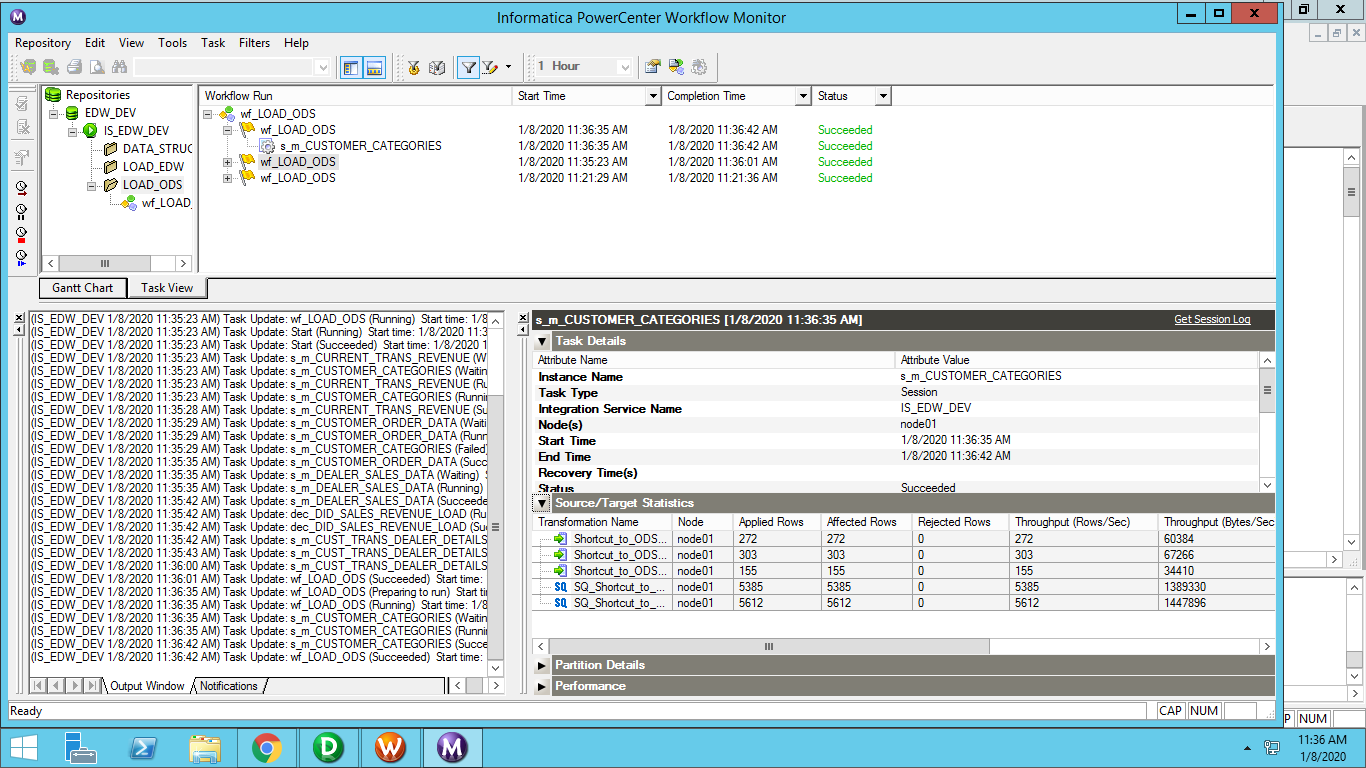 Informatica PowerCenter Workflow Monitor
Repository Edit View Tools Task Filters Help
1 Hour
Repositories
EDW_DEV
IS_EDW_DEV
DATA_STRUC
LOAD_EDW
LOAD_ODS
wf_LOAD_
Workflow Run Start Time Completion Time Status
wf_LOAD_ODS
wf_LOAD_ODS 1/8/2020 11:36:35 AM 1/8/2020 11:36:42 AM Succeeded
s_m_CUSTOMER_CATEGORIES 1/8/2020 11:36:35 AM 1/8/2020 11:36:42 AM Succeeded
wf_LOAD_ODS 1/8/2020 11:35:23 AM 1/8/2020 11:36:01 AM Succeeded
wf_LOAD_ODS 1/8/2020 11:21:29 AM 1/8/2020 11:21:36 AM Succeeded
Gantt Chart Task View
(IS_EDW_DEV 1/8/2020 11:35:23 AM) Task Update: wf_LOAD_ODS (Running) Start time: 1/8
(IS_EDW_DEV 1/8/2020 11:35:23 AM) Task Update: Start (Running) Start time: 1/8/2020 11:3
(IS_EDW_DEV 1/8/2020 11:35:23 AM) Task Update: Start (Succeeded) Start time: 1/8/2020 1
(IS_EDW_DEV 1/8/2020 11:35:23 AM) Task Update: s_m_CURRENT_TRANS_REVENUE (W
(IS_EDW_DEV 1/8/2020 11:35:23 AM) Task Update: s_m_CUSTOMER_CATEGORIES (Waitin
(IS_EDW_DEV 1/8/2020 11:35:23 AM) Task Update: s_m_CURRENT_TRANS_REVENUE (Ru
(IS_EDW_DEV 1/8/2020 11:35:23 AM) Task Update: s_m_CUSTOMER_CATEGORIES (Runnin
(IS_EDW_DEV 1/8/2020 11:35:28 AM) Task Update: s_m_CURRENT_TRANS_REVENUE (Su
(IS_EDW_DEV 1/8/2020 11:35:29 AM) Task Update: s_m_CUSTOMER_ORDER_DATA (Waiti
(IS_EDW_DEV 1/8/2020 11:35:29 AM) Task Update: s_m_CUSTOMER_ORDER_DATA (Runn
(IS_EDW_DEV 1/8/2020 11:35:29 AM) Task Update: s_m_CUSTOMER_CATEGORIES (Failed)
(IS_EDW_DEV 1/8/2020 11:35:35 AM) Task Update: s_m_CUSTOMER_ORDER_DATA (Succ
(IS_EDW_DEV 1/8/2020 11:35:35 AM) Task Update: s_m_DEALER_SALES_DATA (Waiting) S
(IS_EDW_DEV 1/8/2020 11:35:35 AM) Task Update: s_m_DEALER_SALES_DATA (Running)
(IS_EDW_DEV 1/8/2020 11:35:42 AM) Task Update: s_m_DEALER_SALES_DATA (Succeede
(IS_EDW_DEV 1/8/2020 11:35:42 AM) Task Update: dec_DID_SALES_REVENUE_LOAD (Ru
(IS_EDW_DEV 1/8/2020 11:35:42 AM) Task Update: dec_DID_SALES_REVENUE_LOAD (Su
(IS_EDW_DEV 1/8/2020 11:35:42 AM) Task Update: s_m_CUST_TRANS_DEALER_DETAILS
(IS_EDW_DEV 1/8/2020 11:35:43 AM) Task Update: s_m_CUST_TRANS_DEALER_DETAILS
(IS_EDW_DEV 1/8/2020 11:36:00 AM) Task Update: s_m_CUST_TRANS_DEALER_DETAILS
(IS_EDW_DEV 1/8/2020 11:36:01 AM) Task Update: wf_LOAD_ODS (Succeeded) Start time:
(IS_EDW_DEV 1/8/2020 11:36:35 AM) Task Update: wf_LOAD_ODS (Preparing to run) Start
(IS_EDW_DEV 1/8/2020 11:36:35 AM) Task Update: wf_LOAD_ODS (Running) Start time: 1/8
(IS_EDW_DEV 1/8/2020 11:36:35 AM) Task Update: s_m_CUSTOMER_CATEGORIES (Waitin
(IS_EDW_DEV 1/8/2020 11:36:35 AM) Task Update: s_m_CUSTOMER_CATEGORIES (Runnin
(IS_EDW_DEV 1/8/2020 11:36:42 AM) Task Update: s_m_CUSTOMER_CATEGORIES (Succe
(IS_EDW_DEV 1/8/2020 11:36:42 AM) Task Update: wf_LOAD_ODS (Succeeded) Start time:
Output Window Notifications
s_m_CUSTOMER_CATEGORIES [1/8/2020 11:36:35 AM] Get Session Log
Task Details
Attribute Name Attribute Value
Instance Name s_m_CUSTOMER_CATEGORIES
Task Type Session
Integration Service Name IS_EDW_DEV
Node(s) node01
Start Time 1/8/2020 11:36:35 AM
End Time 1/8/2020 11:36:42 AM
Recovery Time(s)
Status Succeeded
Source/Target Statistics
Transformation Name Node Applied Rows Affected Rows Rejected Rows Throughput (Rows/Sec) Throughput (Bytes/Sec
Shortcut_to_ODS... node01 272 272 0 272 60384
Shortcut_to_ODS... node01 303 303 0 303 67266
Shortcut_to_ODS... node01 155 155 0 155 34410
SQ SQ_Shortcut_to_... node01 5385 5385 0 5385 1389330
SQ SQ_Shortcut_to_... node01 5612 5612 0 5612 1447896
Partition Details
Performance
Ready CAP NUM
P NUM
D W M
11:36 AM
1/8/2020